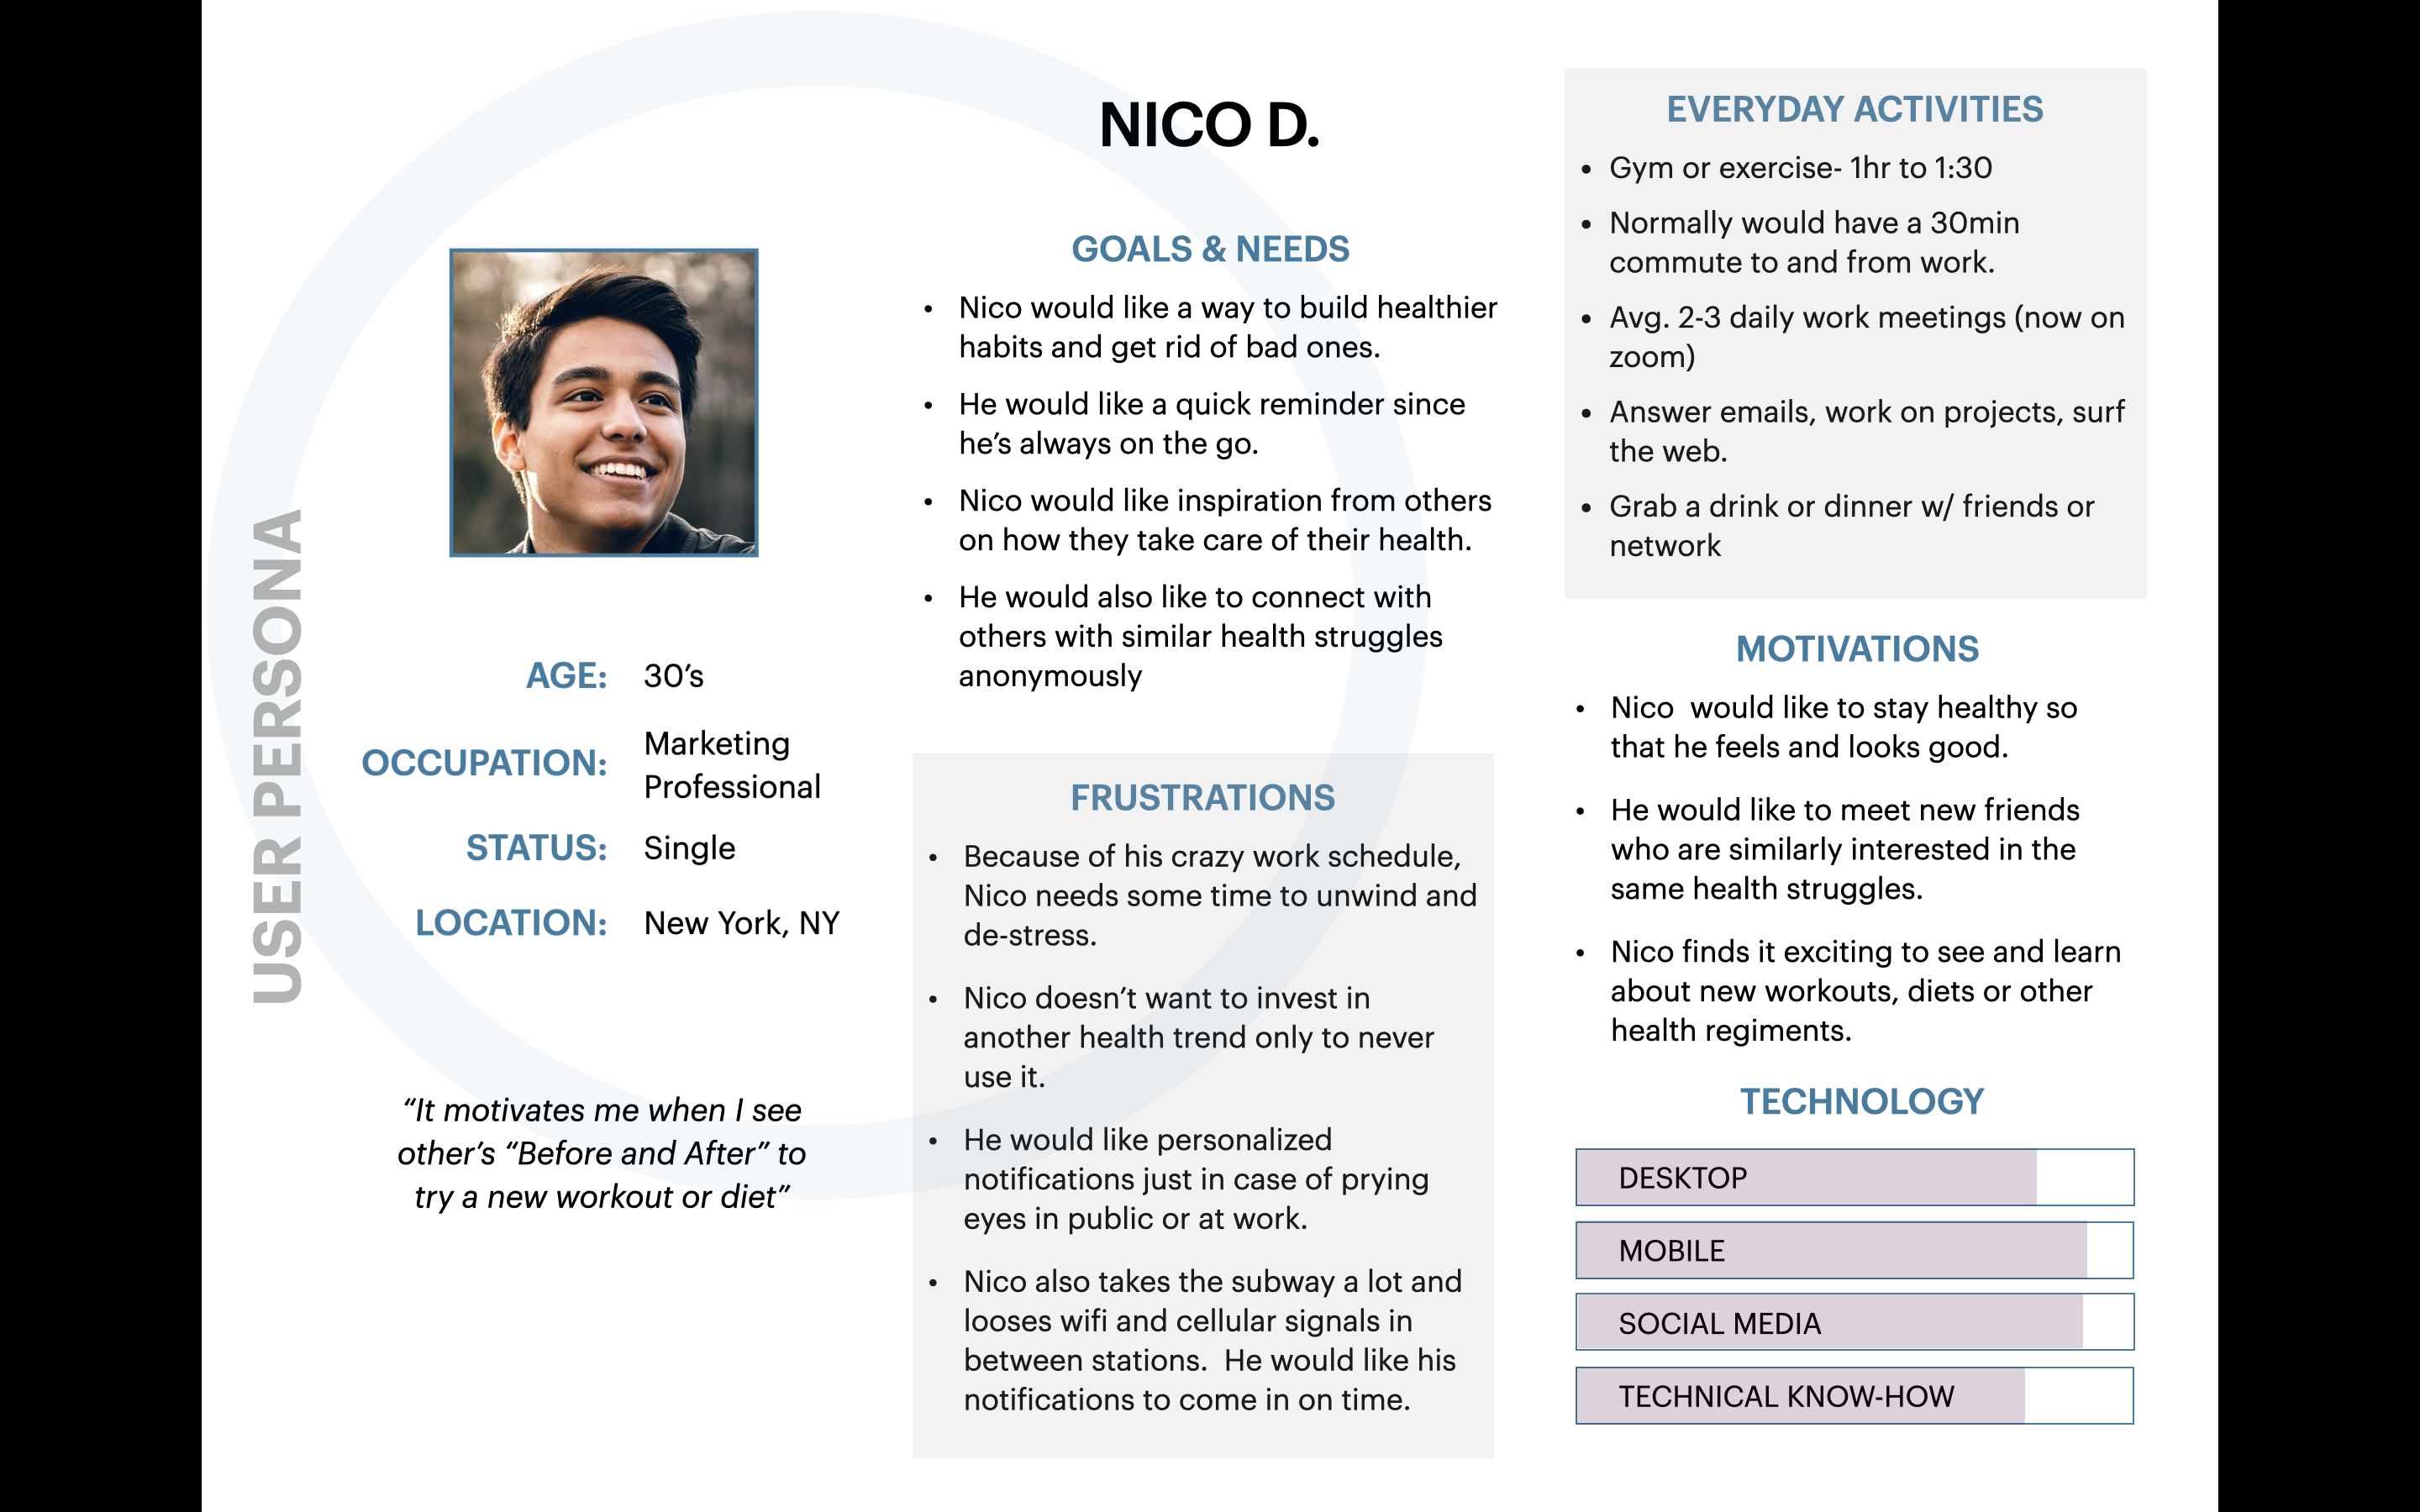 USER PERSONA
AGE: 30’s
OCCUPATION: Marketing
Professional
STATUS: Single
LOCATION: New York, NY
“It motivates me when I see
other’s “Before and After” to
try a new workout or diet”
NICO D.
GOALS & NEEDS
• Nico would like a way to build healthier
habits and get rid of bad ones.
• He would like a quick reminder since
he’s always on the go.
• Nico would like inspiration from others
on how they take care of their health.
• He would also like to connect with
others with similar health struggles
anonymously
FRUSTRATIONS
• Because of his crazy work schedule,
Nico needs some time to unwind and
de-stress.
• Nico doesn’t want to invest in
another health trend only to never
use it.
• He would like personalized
notifications just in case of prying
eyes in public or at work.
• Nico also takes the subway a lot and
looses wifi and cellular signals in
between stations.  He would like his
notifications to come in on time.
EVERYDAY ACTIVITIES
• Gym or exercise- 1hr to 1:30
• Normally would have a 30min
commute to and from work.
• Avg. 2-3 daily work meetings (now on
zoom)
• Answer emails, work on projects, surf
the web.
• Grab a drink or dinner w/ friends or
network
MOTIVATIONS
• Nico  would like to stay healthy so
that he feels and looks good.
• He would like to meet new friends
who are similarly interested in the
same health struggles.
• Nico finds it exciting to see and learn
about new workouts, diets or other
health regiments.
TECHNOLOGY
DESKTOP
MOBILE
SOCIAL MEDIA
TECHNICAL KNOW-HOW